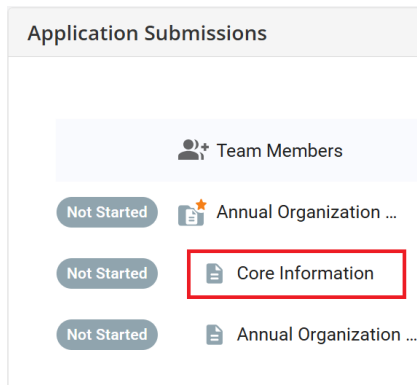 Application Submissions
Team Members
Not Started Annual Organization ...
Not Started Core Information
Not Started Annual Organization ...